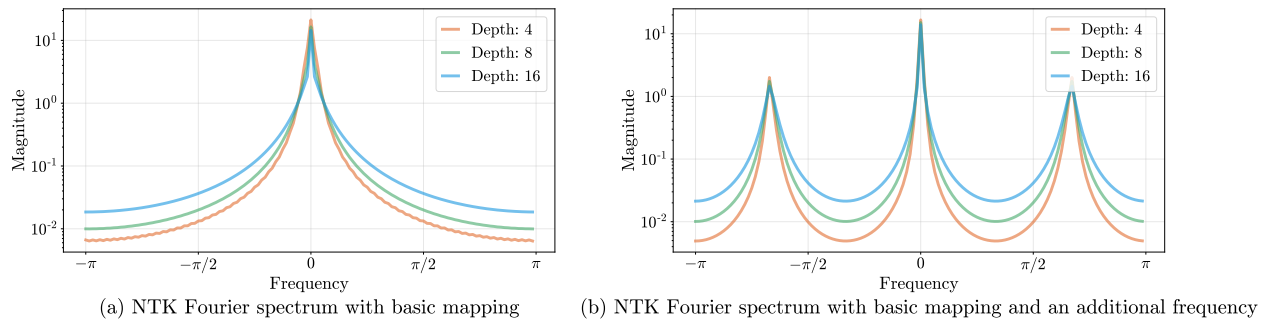 Magnitude
10^1
10^0
10^-1
10^-2
Depth: 4
Depth: 8
Depth: 16
−π
−π/2
0
π/2
π
Frequency
(a) NTK Fourier spectrum with basic mapping
Magnitude
10^1
10^0
10^-1
10^-2
Depth: 4
Depth: 8
Depth: 16
−π
−π/2
0
π/2
π
Frequency
(b) NTK Fourier spectrum with basic mapping and an additional frequency